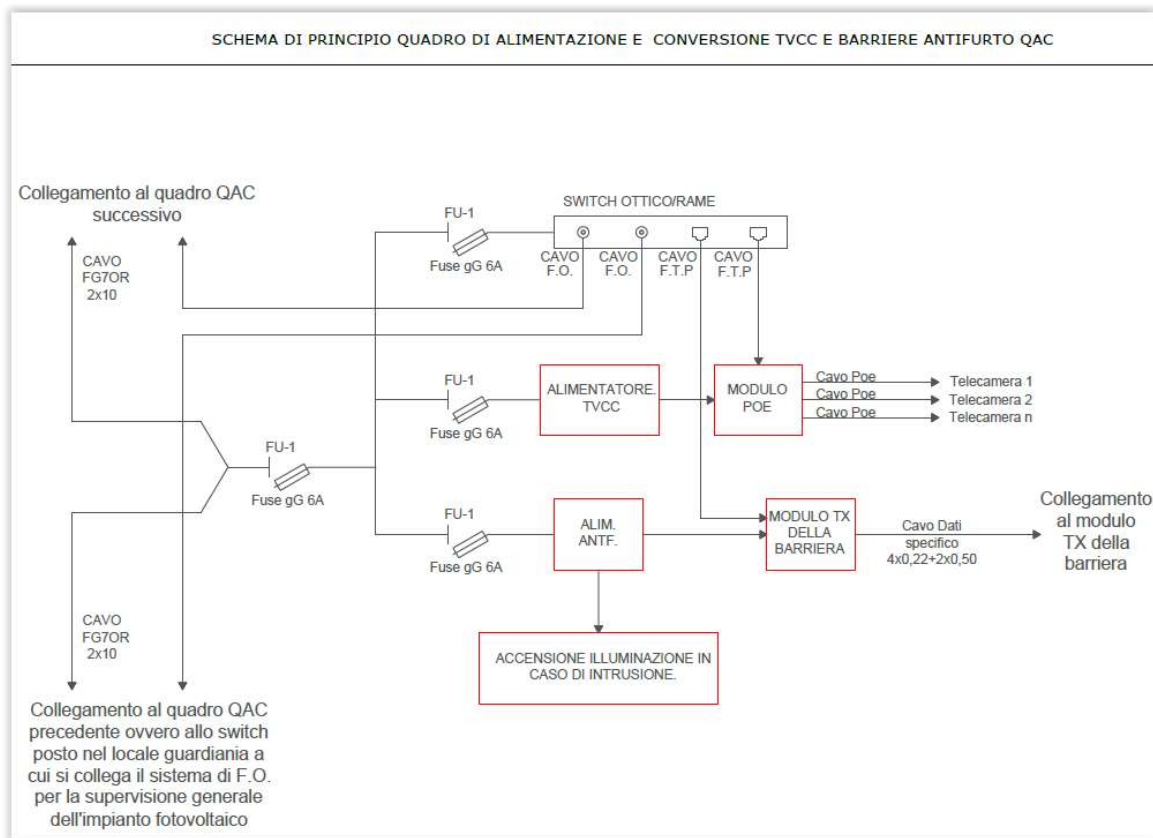 SCHEMA DI PRINCIPIO QUADRO DI ALIMENTAZIONE E CONVERSIONE TVCC E BARRIERE ANTIFURTO QAC
Collegamento al quadro QAC
successivo
CAVO
FG7OR
2x10
FU-1
Fuse gG 6A
SWITCH OTTICO/RAME
CAVO
F.O.
CAVO
F.O.
CAVO
F.T.P
CAVO
F.T.P
FU-1
Fuse gG 6A
ALIMENTATORE.
TVCC
MODULO
POE
Cavo Poe
Telecamera 1
Cavo Poe
Telecamera 2
Cavo Poe
Telecamera n
FU-1
Fuse gG 6A
FU-1
Fuse gG 6A
ALIM.
ANTF.
MODULO TX
DELLA
BARRIERA
Cavo Dati
specifico
4x0,22+2x0,50
Collegamento
al modulo
TX della
barriera
ACCENSIONE ILLUMINAZIONE IN
CASO DI INTRUSIONE.
CAVO
FG7OR
2x10
Collegamento al quadro QAC
precedente ovvero allo switch
posto nel locale guardiania a
cui si collega il sistema di F.O.
per la supervisione generale
dell'impianto fotovoltaico